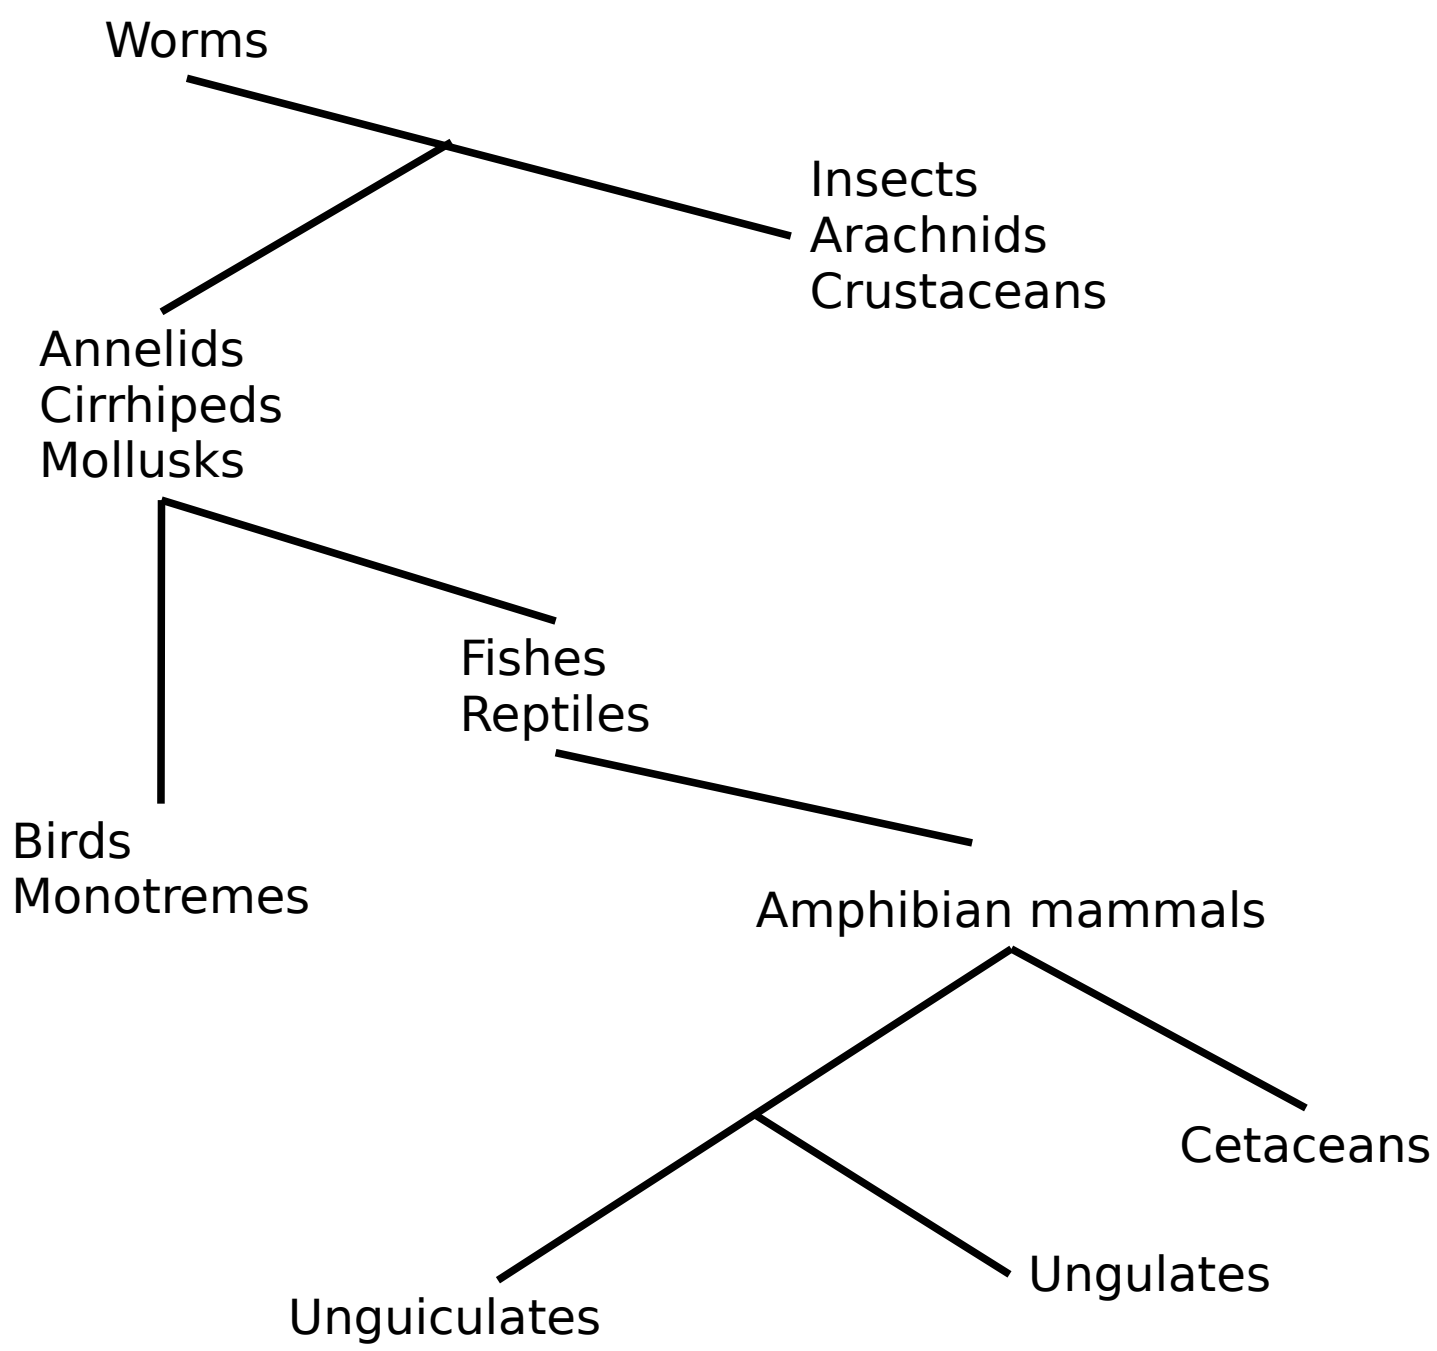 Worms
Insects
Arachnids
Crustaceans
Annelids
Cirrhipeds
Mollusks
Fishes
Reptiles
Birds
Monotremes
Amphibian mammals
Cetaceans
Ungulates
Unguiculates